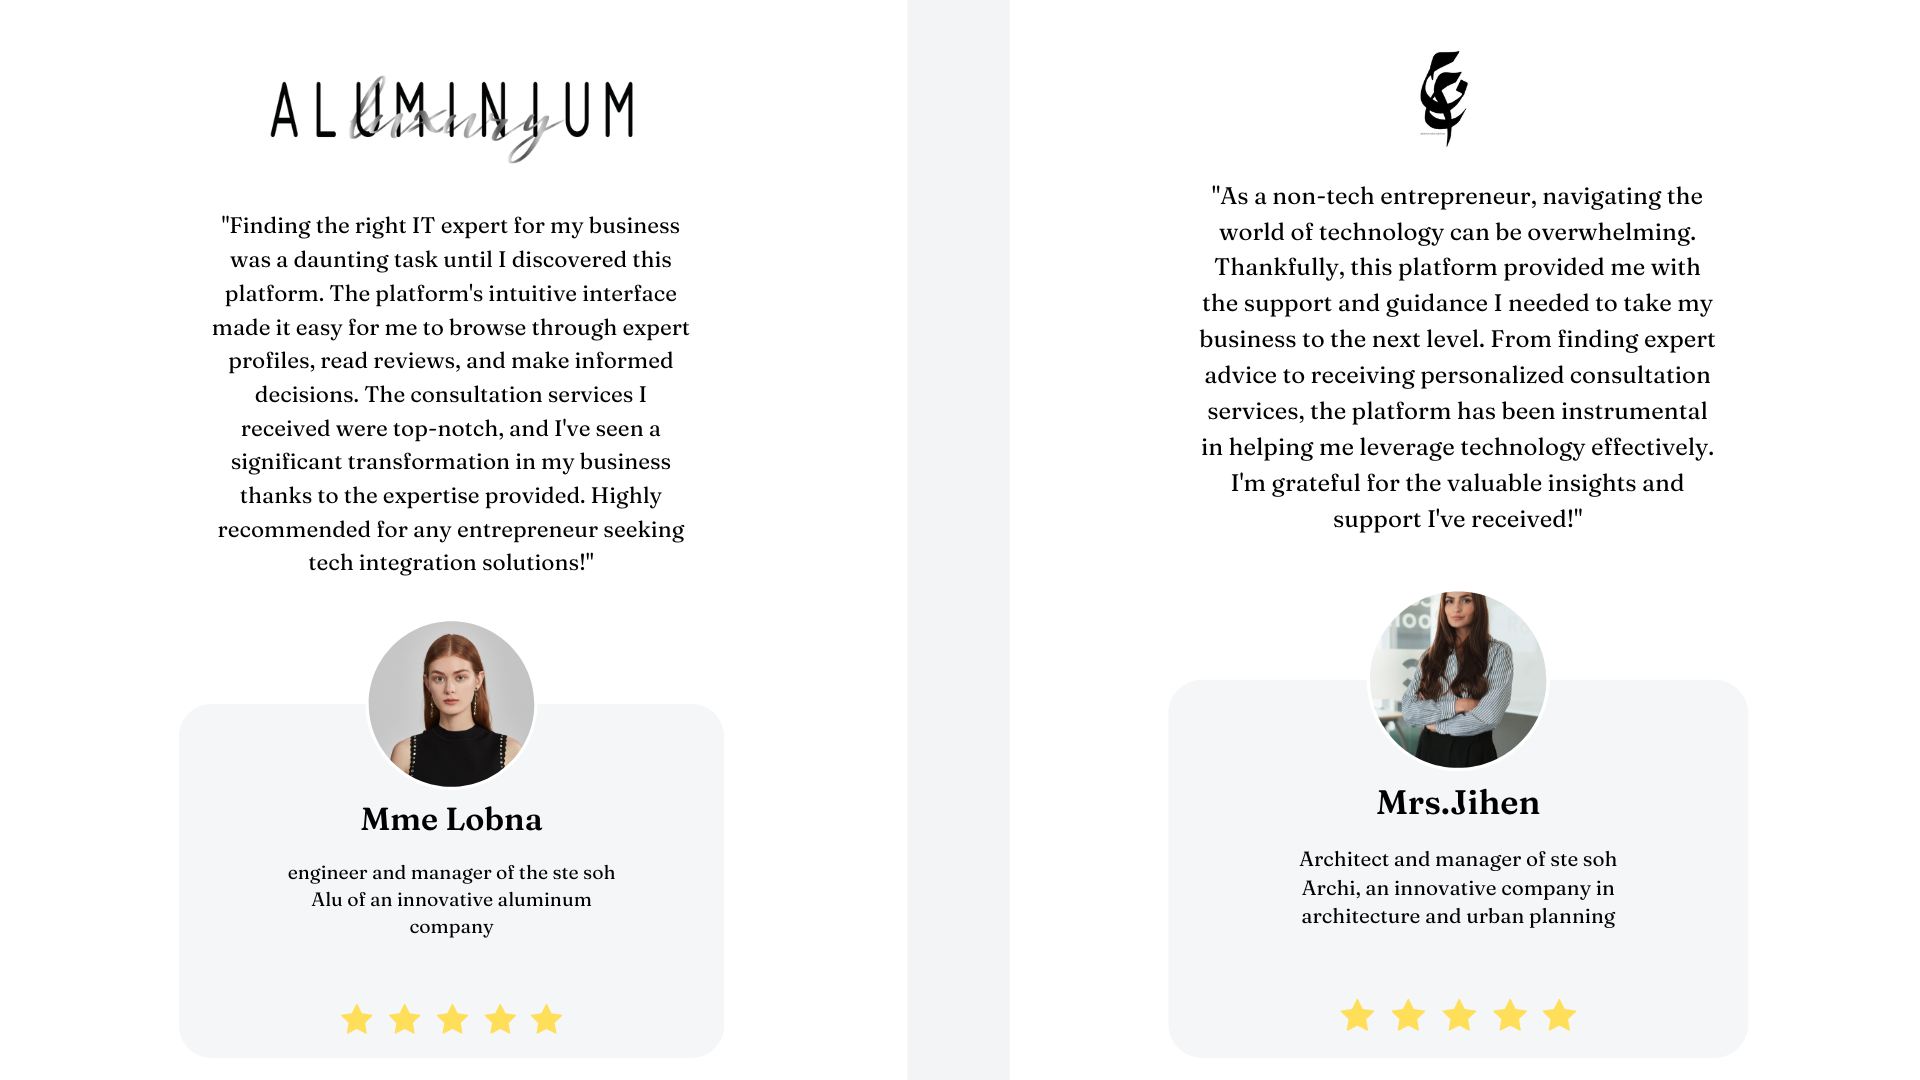 ALUMINIUM
luxury
"Finding the right IT expert for my business
was a daunting task until I discovered this
platform. The platform's intuitive interface
made it easy for me to browse through expert
profiles, read reviews, and make informed
decisions. The consultation services I
received were top-notch, and I've seen a
significant transformation in my business
thanks to the expertise provided. Highly
recommended for any entrepreneur seeking
tech integration solutions!"
Mme Lobna
engineer and manager of the ste soh
Alu of an innovative aluminum
company
"As a non-tech entrepreneur, navigating the
world of technology can be overwhelming.
Thankfully, this platform provided me with
the support and guidance I needed to take my
business to the next level. From finding expert
advice to receiving personalized consultation
services, the platform has been instrumental
in helping me leverage technology effectively.
I'm grateful for the valuable insights and
support I've received!"
Mrs.Jihen
Architect and manager of ste soh
Archi, an innovative company in
architecture and urban planning